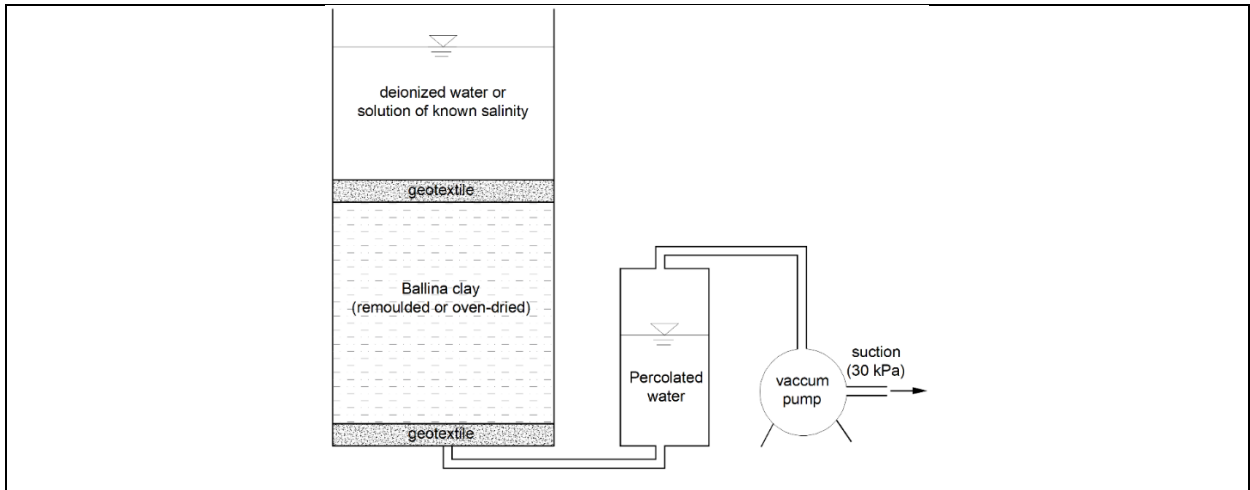 deionized water or
solution of known salinity
geotextile
Ballina clay
(remoulded or oven-dried)
geotextile
Percolated
water
vaccum
pump
suction
(30 kPa)